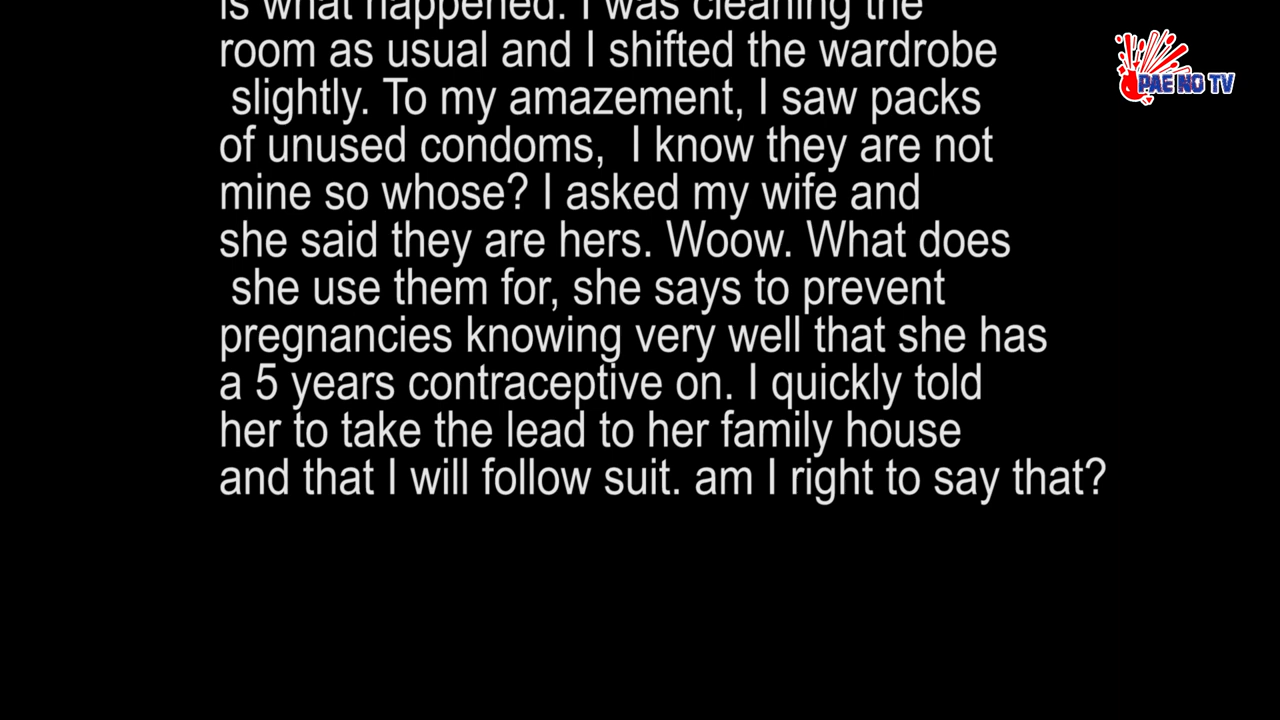 is what happened. I was cleaning the
room as usual and I shifted the wardrobe
slightly. To my amazement, I saw packs
of unused condoms,  I know they are not
mine so whose? I asked my wife and
she said they are hers. Woow. What does
she use them for, she says to prevent
pregnancies knowing very well that she has
a 5 years contraceptive on. I quickly told
her to take the lead to her family house
and that I will follow suit. am I right to say that?
PAE NO TV